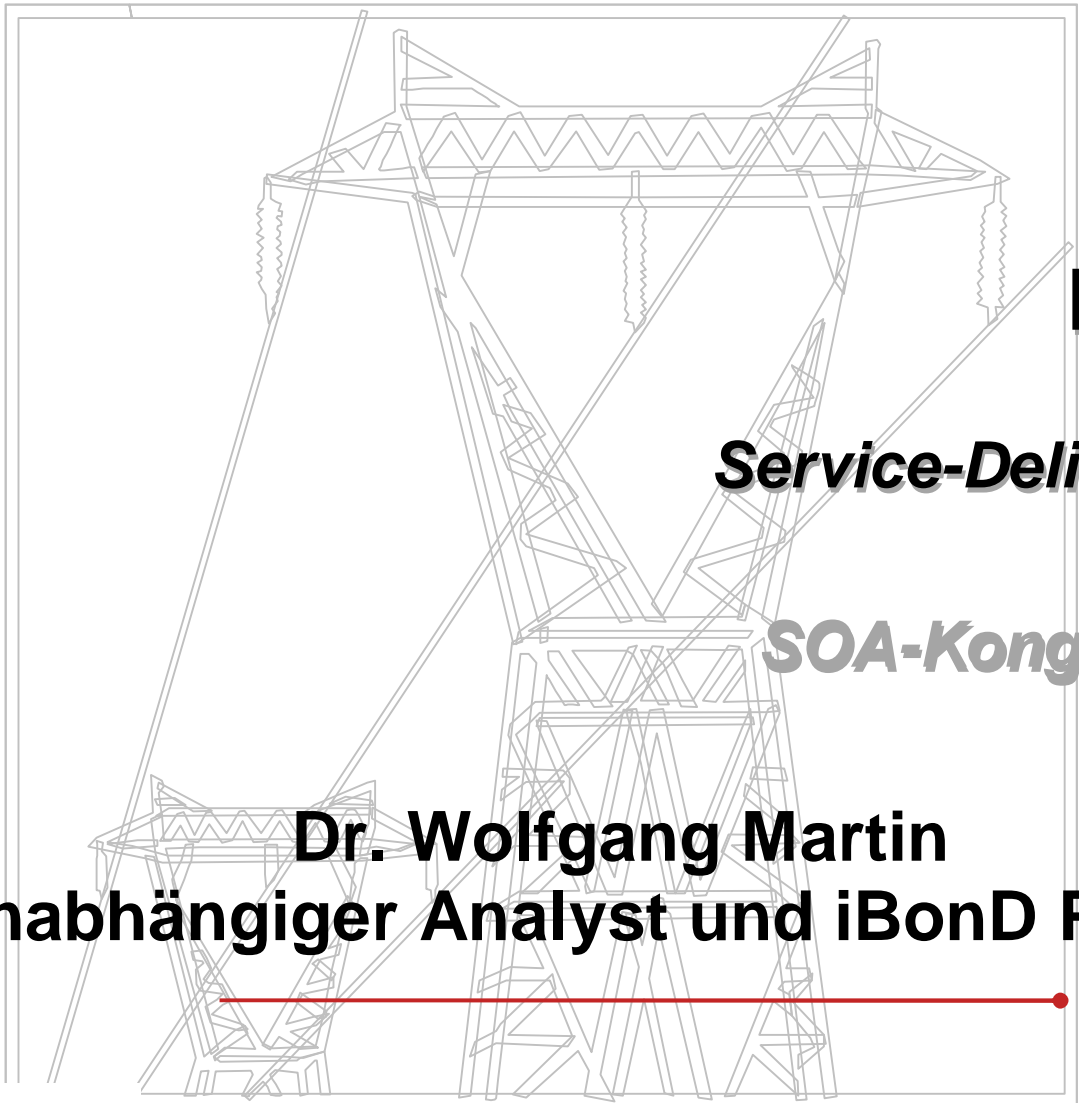 Service-Deli
SOA-Kong
Dr. Wolfgang Martin
nabhängiger Analyst und iBonD